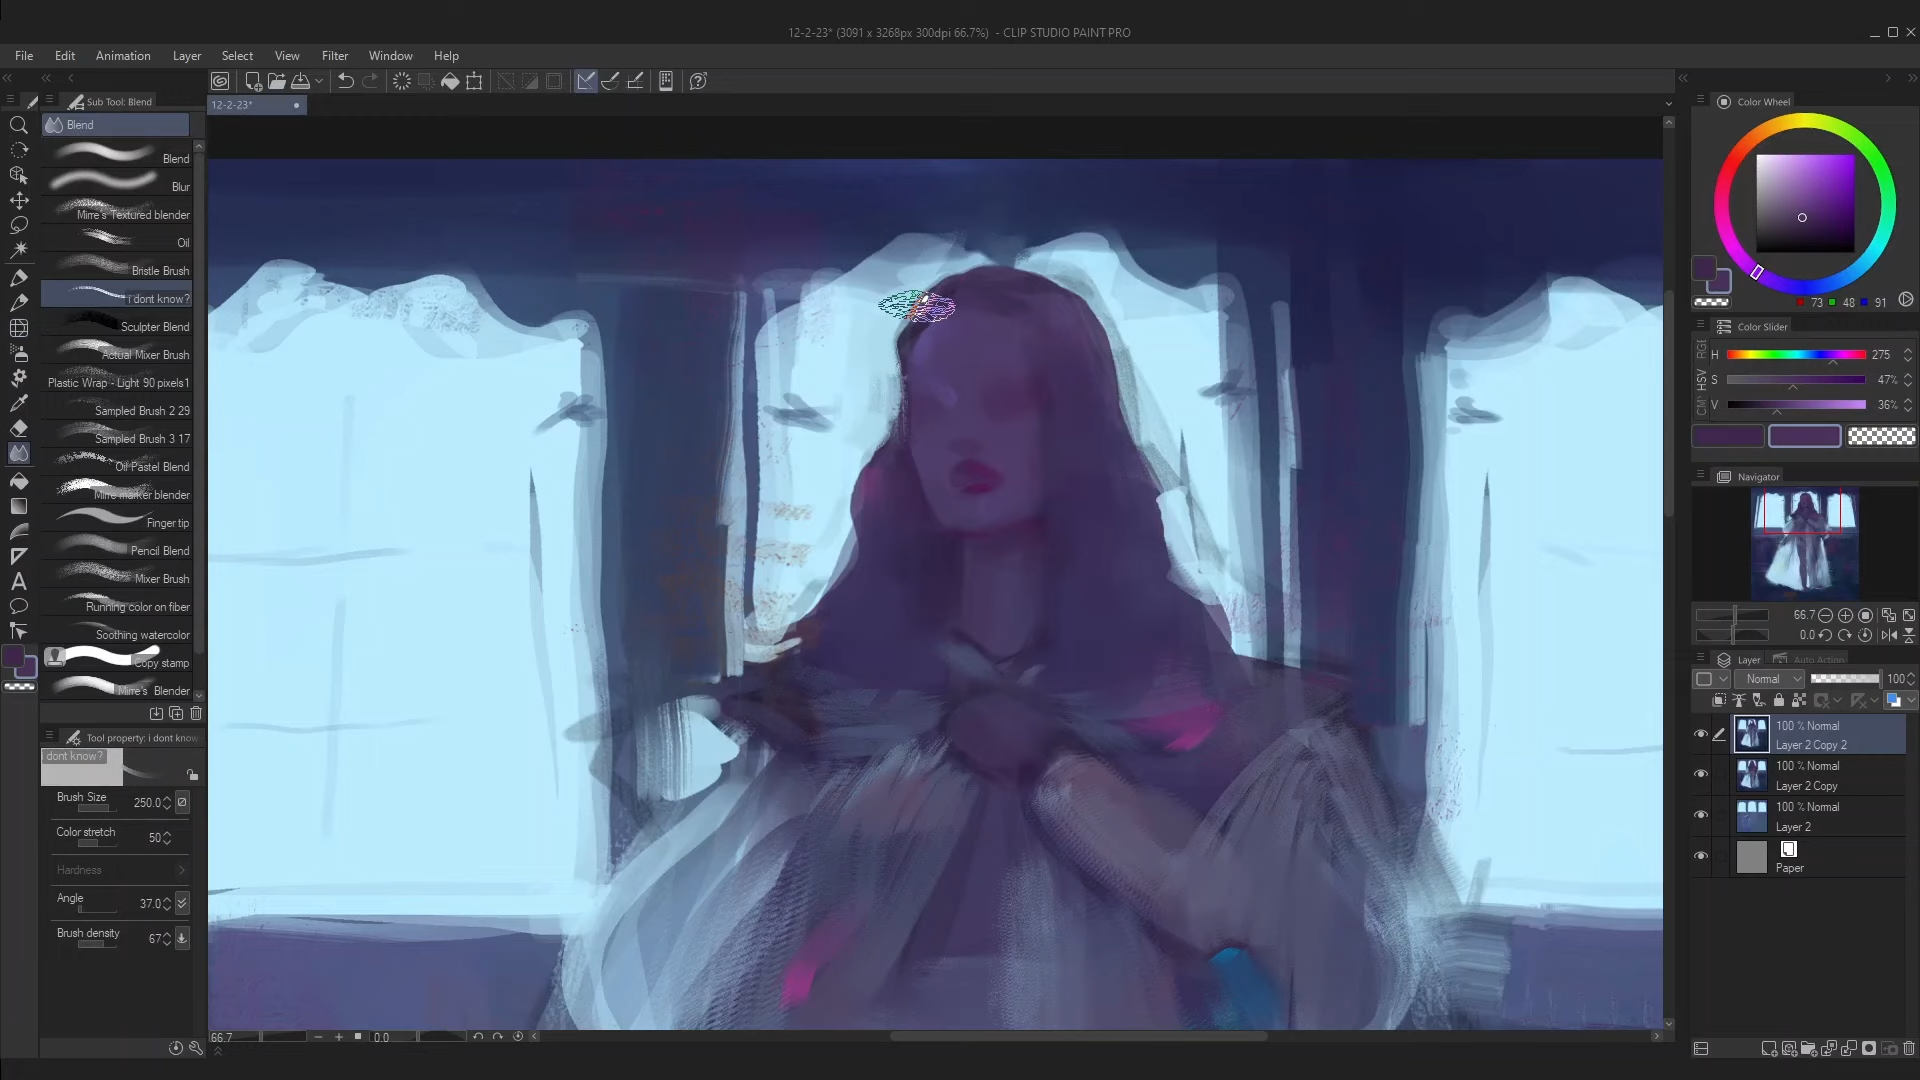 12-2-23* (3091 x 3268px 300dpi 66.7%) - CLIP STUDIO PAINT PRO
File Edit Animation Layer Select View Filter Window Help
Sub Tool: Blend
12-2-23*
Blend
Blend
Blur
Mirre's Textured blender
Oil
Bristle Brush
i dont know?
Sculpter Blend
Actual Mixer Brush
Plastic Wrap - Light 90 pixels1
Sampled Brush 2 29
Sampled Brush 3 17
Oil Pastel Blend
Mirre marker blender
Finger tip
Pencil Blend
Mixer Brush
Running color on fiber
Soothing watercolor
Copy stamp
Mirre's Blender
Tool property: i dont know
i dont know?
Brush Size 250.0
Color stretch 50
Hardness
Angle 37.0
Brush density 67
66.7 0.0
Color Wheel
73 48 91
Color Slider
RGB
HSV
H 275
S 47%
V 36%
Navigator
66.7
0.0
Layer Auto Action
Normal 100
100 % Normal
Layer 2 Copy 2
100 % Normal
Layer 2 Copy
100 % Normal
Layer 2
Paper